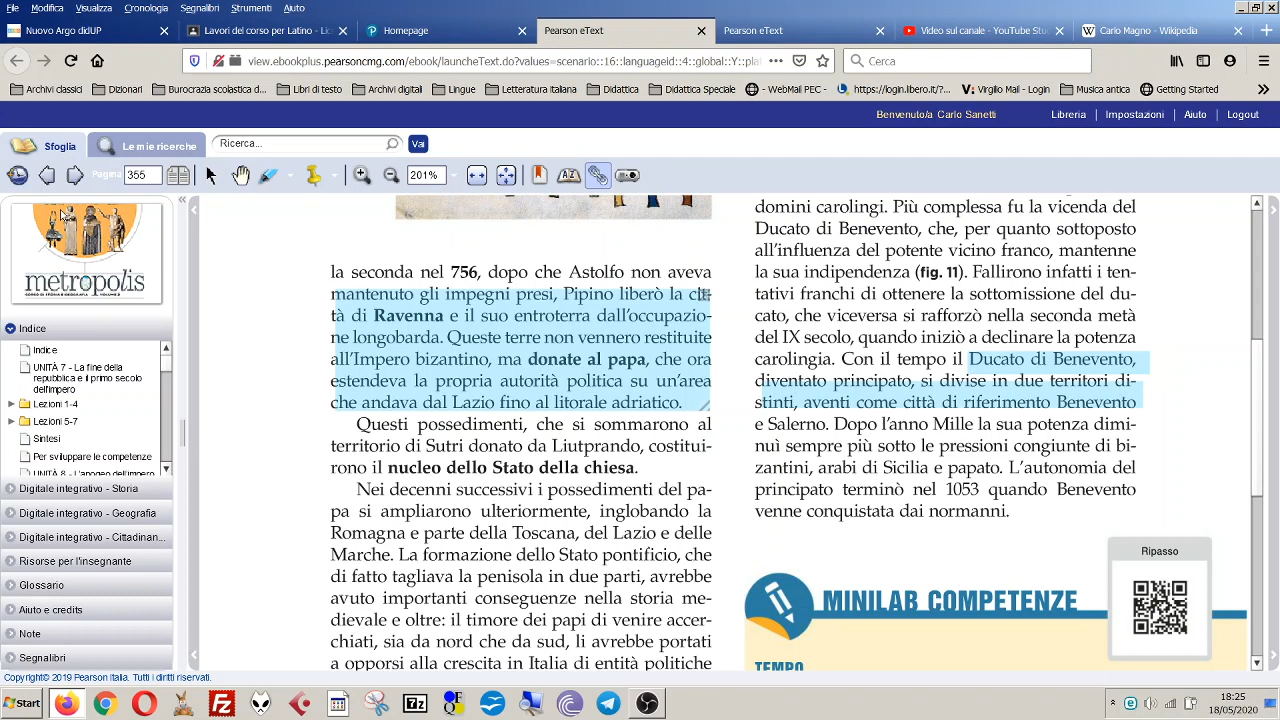 File Modifica Visualizza Cronologia Segnalibri Strumenti Aiuto
Nuovo Argo didUP
Lavori del corso per Latino - Lic
Homepage
Pearson eText
Pearson eText
Video sul canale - YouTube Stu
Carlo Magno - Wikipedia
view.ebookplus.pearsoncmg.com/ebook/launcheText.do?values=scenario::16::languageid::4::global::Y::pla
Cerca
Archivi classici Dizionari Burocrazia scolastica d... Libri di testo Archivi digitali Lingue Letteratura italiana Didattica Didattica Speciale - WebMail PEC - https://login.libero.it/?... Virgilio Mail - Login Musica antica Getting Started
Benvenuto/a Carlo Sanetti
Libreria Impostazioni Aiuto Logout
Sfoglia Le mie ricerche Ricerca... Vai
Pagina 355 201%
metropolis
Indice
Indice
UNITÀ 7 - La fine della
repubblica e il primo secolo
dell'impero
Lezioni 1-4
Lezioni 5-7
Sintesi
Per sviluppare le competenze
UNITÀ 8 - L'apogeo dell'impero
Digitale integrativo - Storia
Digitale integrativo - Geografia
Digitale integrativo - Cittadinan...
Risorse per l'insegnante
Glossario
Aiuto e credits
Note
Segnalibri
la seconda nel 756, dopo che Astolfo non aveva
mantenuto gli impegni presi, Pipino liberò la cit-
tà di Ravenna e il suo entroterra dall'occupazio-
ne longobarda. Queste terre non vennero restituite
all'Impero bizantino, ma donate al papa, che ora
estendeva la propria autorità politica su un'area
che andava dal Lazio fino al litorale adriatico.
Questi possedimenti, che si sommarono al
territorio di Sutri donato da Liutprando, costitui-
rono il nucleo dello Stato della chiesa.
Nei decenni successivi i possedimenti del pa-
pa si ampliarono ulteriormente, inglobando la
Romagna e parte della Toscana, del Lazio e delle
Marche. La formazione dello Stato pontificio, che
di fatto tagliava la penisola in due parti, avrebbe
avuto importanti conseguenze nella storia me-
dievale e oltre: il timore dei papi di venire accer-
chiati, sia da nord che da sud, li avrebbe portati
a opporsi alla crescita in Italia di entità politiche
domini carolingi. Più complessa fu la vicenda del
Ducato di Benevento, che, per quanto sottoposto
all'influenza del potente vicino franco, mantenne
la sua indipendenza (fig. 11). Fallirono infatti i ten-
tativi franchi di ottenere la sottomissione del du-
cato, che viceversa si rafforzò nella seconda metà
del IX secolo, quando iniziò a declinare la potenza
carolingia. Con il tempo il Ducato di Benevento,
diventato principato, si divise in due territori di-
stinti, aventi come città di riferimento Benevento
e Salerno. Dopo l'anno Mille la sua potenza dimi-
nuì sempre più sotto le pressioni congiunte di bi-
zantini, arabi di Sicilia e papato. L'autonomia del
principato terminò nel 1053 quando Benevento
venne conquistata dai normanni.
Ripasso
MINILAB COMPETENZE
TEMPO
Copyright© 2019 Pearson Italia. Tutti i diritti riservati.
Start
18:25
18/05/2020